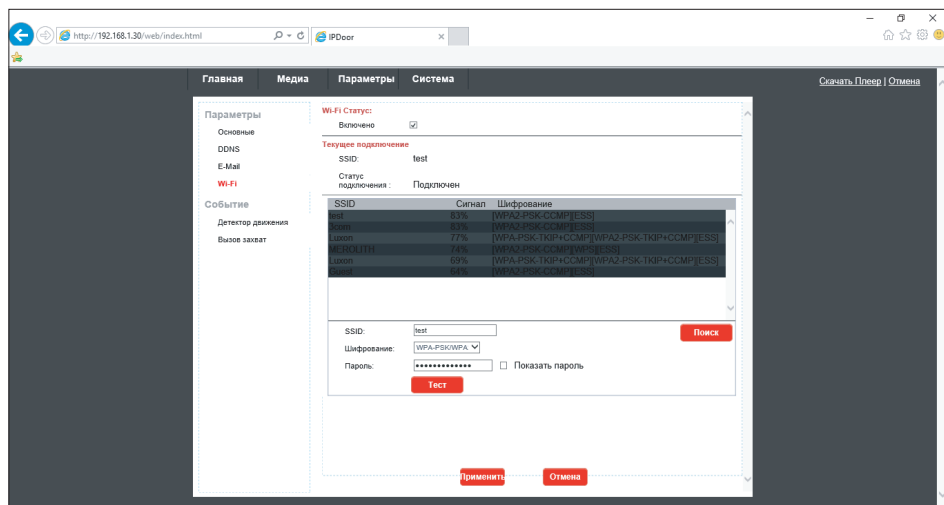 http://192.168.1.30/web/index.html
IPDoor
Главная Медиа Параметры Система
Скачать Плеер | Отмена
Параметры
Основные
DDNS
E-Mail
Wi-Fi
Событие
Детектор движения
Вызов захват
Wi-Fi Статус:
Включено
Текущее подключение
SSID: test
Статус
подключения : Подключен
SSID Сигнал Шифрование
test 83% [WPA2-PSK-CCMP][ESS]
83% [WPA2-PSK-CCMP][ESS]
Luxon 77% [WPA-PSK-TKIP+CCMP][WPA2-PSK-TKIP+CCMP][ESS]
MEROLITH 74% [WPA2-PSK-CCMP][WPS][ESS]
Luxon 69% [WPA-PSK-TKIP+CCMP][WPA2-PSK-TKIP+CCMP][ESS]
Guest 64% [WPA2-PSK-CCMP][ESS]
SSID: test
Поиск
Шифрование: WPA-PSK/WPA
Пароль: ••••••••••••• Показать пароль
Тест
Применить Отмена